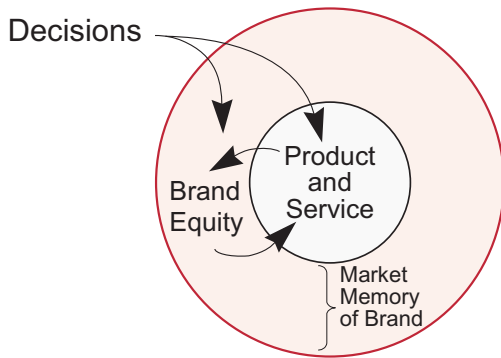 Decisions
Product
and
Service
Brand
Equity
Market
Memory
of Brand